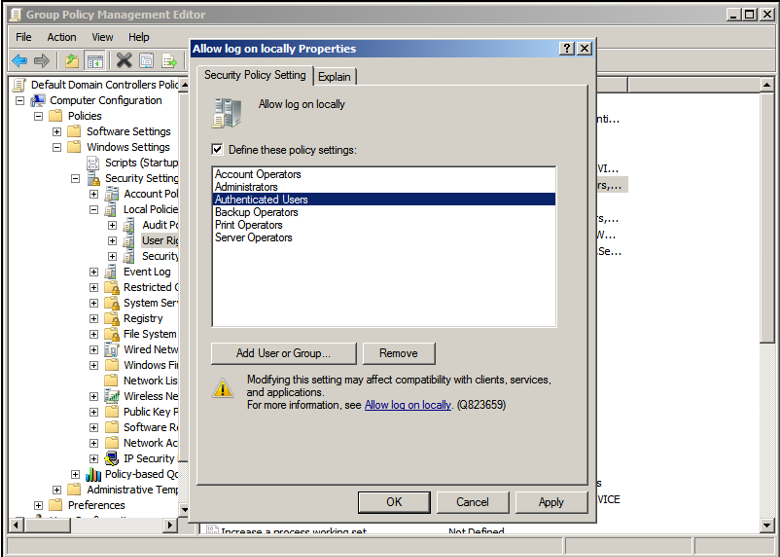 Group Policy Management Editor
File Action View Help
Default Domain Controllers Polic
Computer Configuration
Policies
Software Settings
Windows Settings
Scripts (Startup
Security Setting
Account Pol
Local Policie
Audit Po
User Rig
Security
Event Log
Restricted G
System Serv
Registry
File System
Wired Netw
Windows Fir
Network Lis
Wireless Ne
Public Key P
Software R
Network Ac
IP Security
Policy-based Qo
Administrative Temp
Preferences
Allow log on locally Properties
Security Policy Setting Explain
Allow log on locally
Define these policy settings:
Account Operators
Administrators
Authenticated Users
Backup Operators
Print Operators
Server Operators
Add User or Group... Remove
Modifying this setting may affect compatibility with clients, services,
and applications.
For more information, see Allow log on locally. (Q823659)
OK Cancel Apply
nti...
VI...
rs,...
rs,...
W...
Se...
s
VICE
Increase a process working set Not Defined